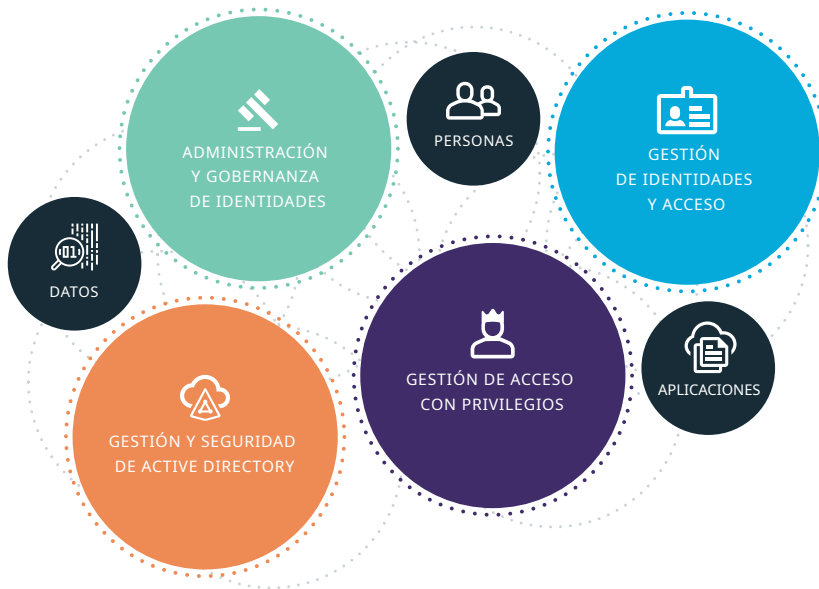 ADMINISTRACIÓN
Y GOBERNANZA
DE IDENTIDADES
PERSONAS
GESTIÓN
DE IDENTIDADES
Y ACCESO
01
DATOS
GESTIÓN DE ACCESO
CON PRIVILEGIOS
APLICACIONES
GESTIÓN Y SEGURIDAD
DE ACTIVE DIRECTORY